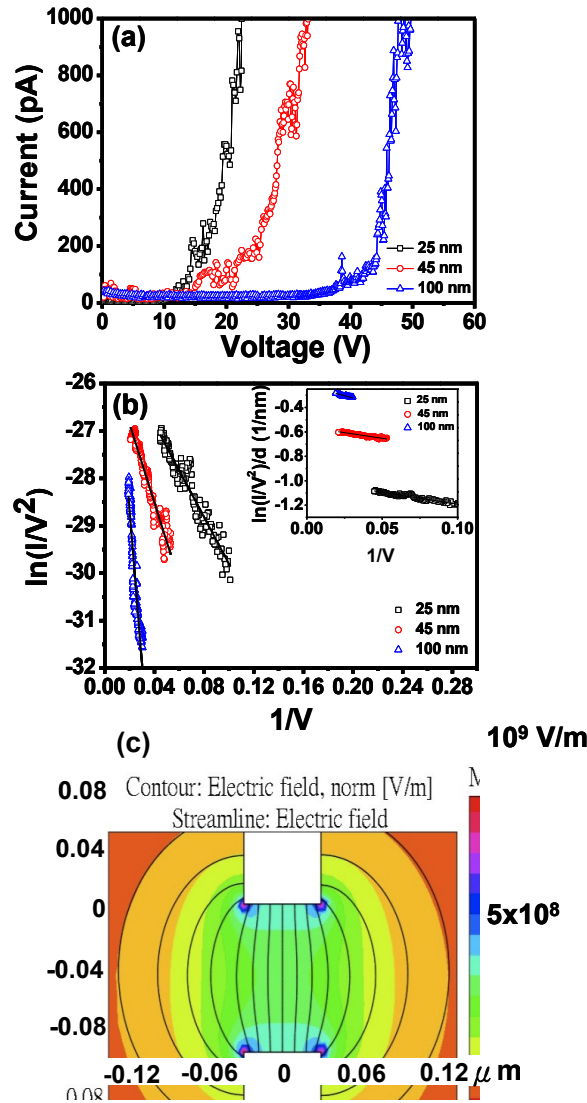 (a)
1000
800
600
400
200
0
Current (pA)
25 nm
45 nm
100 nm
0 10 20 30 40 50 60
Voltage (V)
(b)
-26
-27
-28
-29
-30
-31
-32
ln(I/V²)
-0.4
-0.6
-0.8
-1.0
-1.2
ln(I/V²)/d (1/nm)
25 nm
45 nm
100 nm
0.00 0.05 0.10
1/V
25 nm
45 nm
100 nm
0.00 0.04 0.08 0.12 0.16 0.20 0.24 0.28
1/V
(c)
10⁹ V/m
Contour: Electric field, norm [V/m]
Streamline: Electric field
0.08
0.04
0
-0.04
-0.08
5x10⁸
-0.12 -0.06 0 0.06 0.12 μm